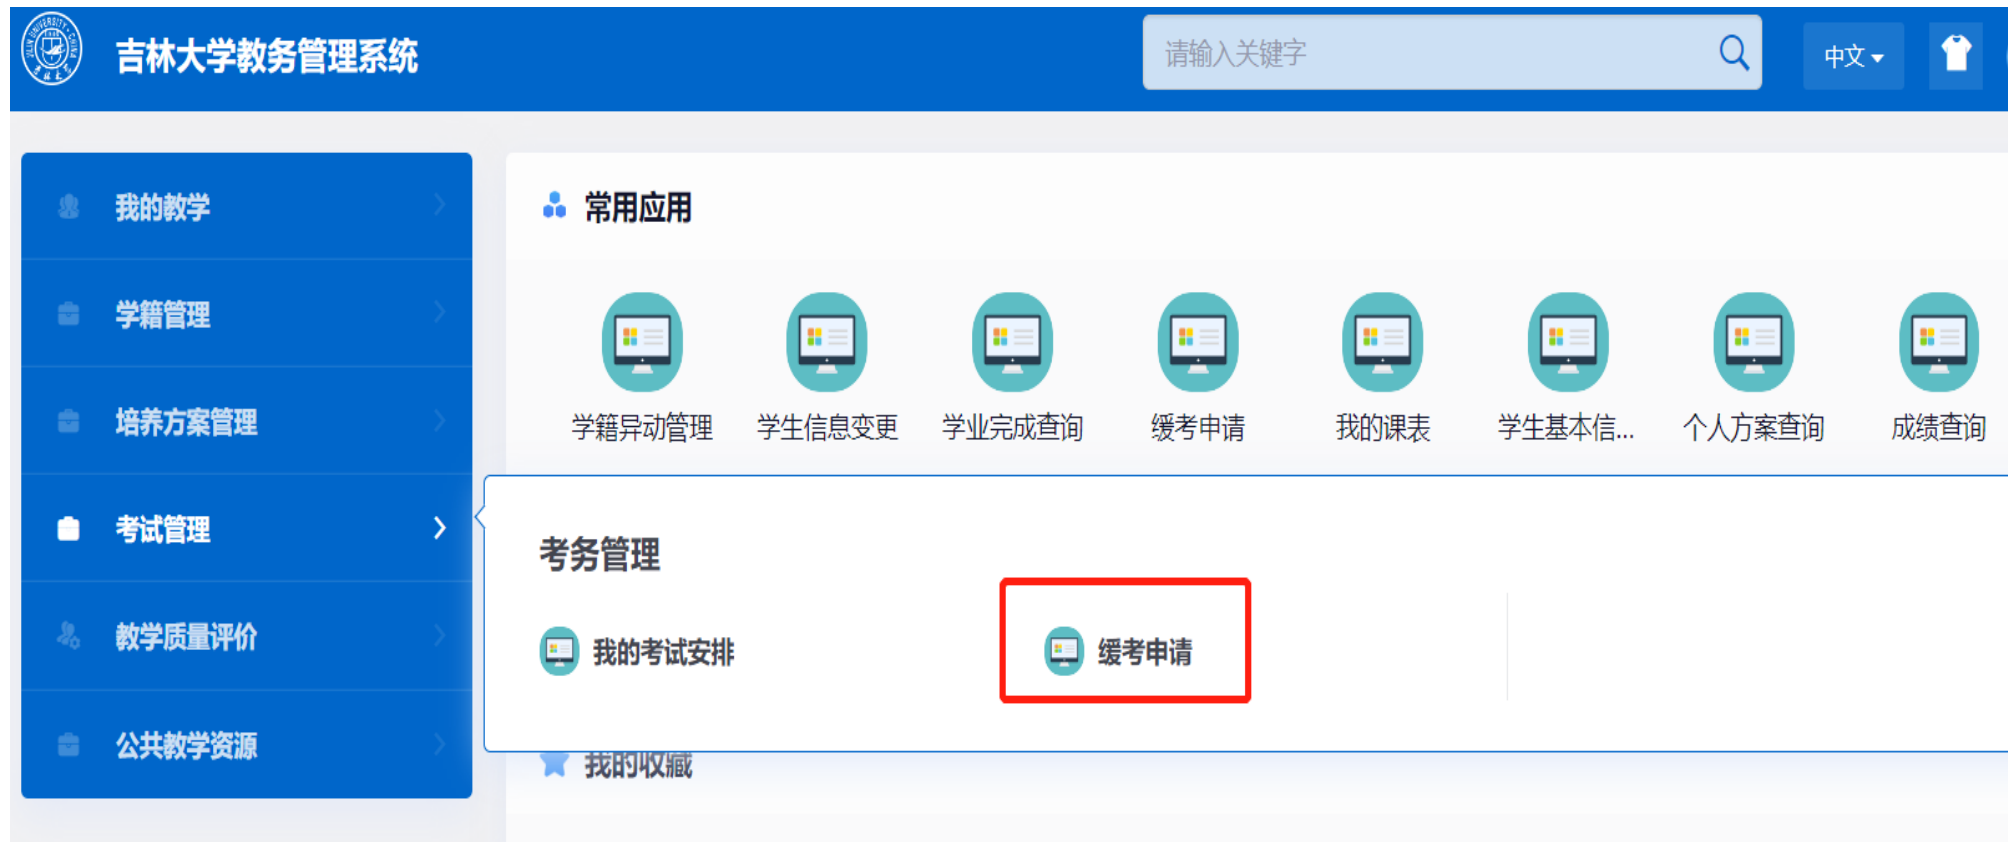 吉林大学教务管理系统
请输入关键字
中文
我的教学
学籍管理
培养方案管理
考试管理
教学质量评价
公共教学资源
常用应用
学籍异动管理
学生信息变更
学业完成查询
缓考申请
我的课表
学生基本信...
个人方案查询
成绩查询
考务管理
我的考试安排
缓考申请
我的收藏